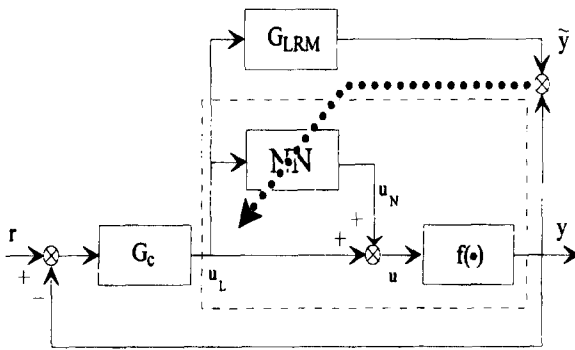 G_LRM
ỹ
NN
u_N
+
r
+
−
G_c
u_L
+
u
f(•)
y